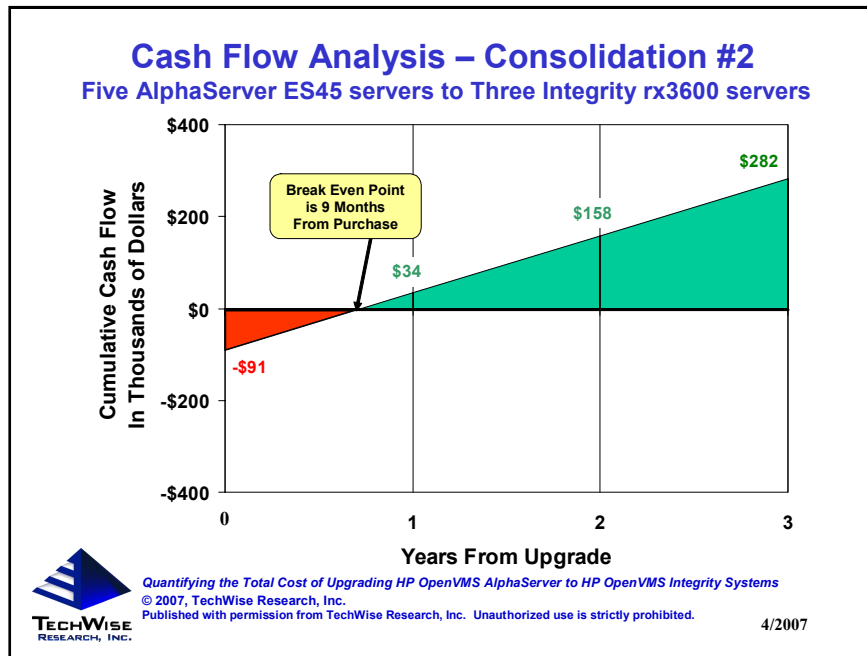 Cash Flow Analysis – Consolidation #2
Five AlphaServer ES45 servers to Three Integrity rx3600 servers
$400
$200
$0
-$200
-$400
Cumulative Cash Flow
In Thousands of Dollars
Break Even Point
is 9 Months
From Purchase
-$91
$34
$158
$282
0
1
2
3
Years From Upgrade
TECHWISE
RESEARCH, INC.
Quantifying the Total Cost of Upgrading HP OpenVMS AlphaServer to HP OpenVMS Integrity Systems
© 2007, TechWise Research, Inc.
Published with permission from TechWise Research, Inc. Unauthorized use is strictly prohibited.
4/2007